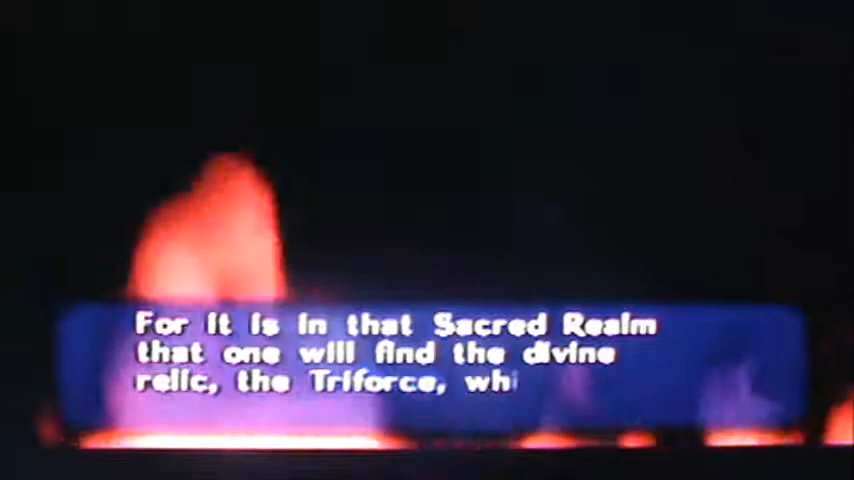 For it is in that Sacred Realm
that one will find the divine
relic, the Triforce, whi